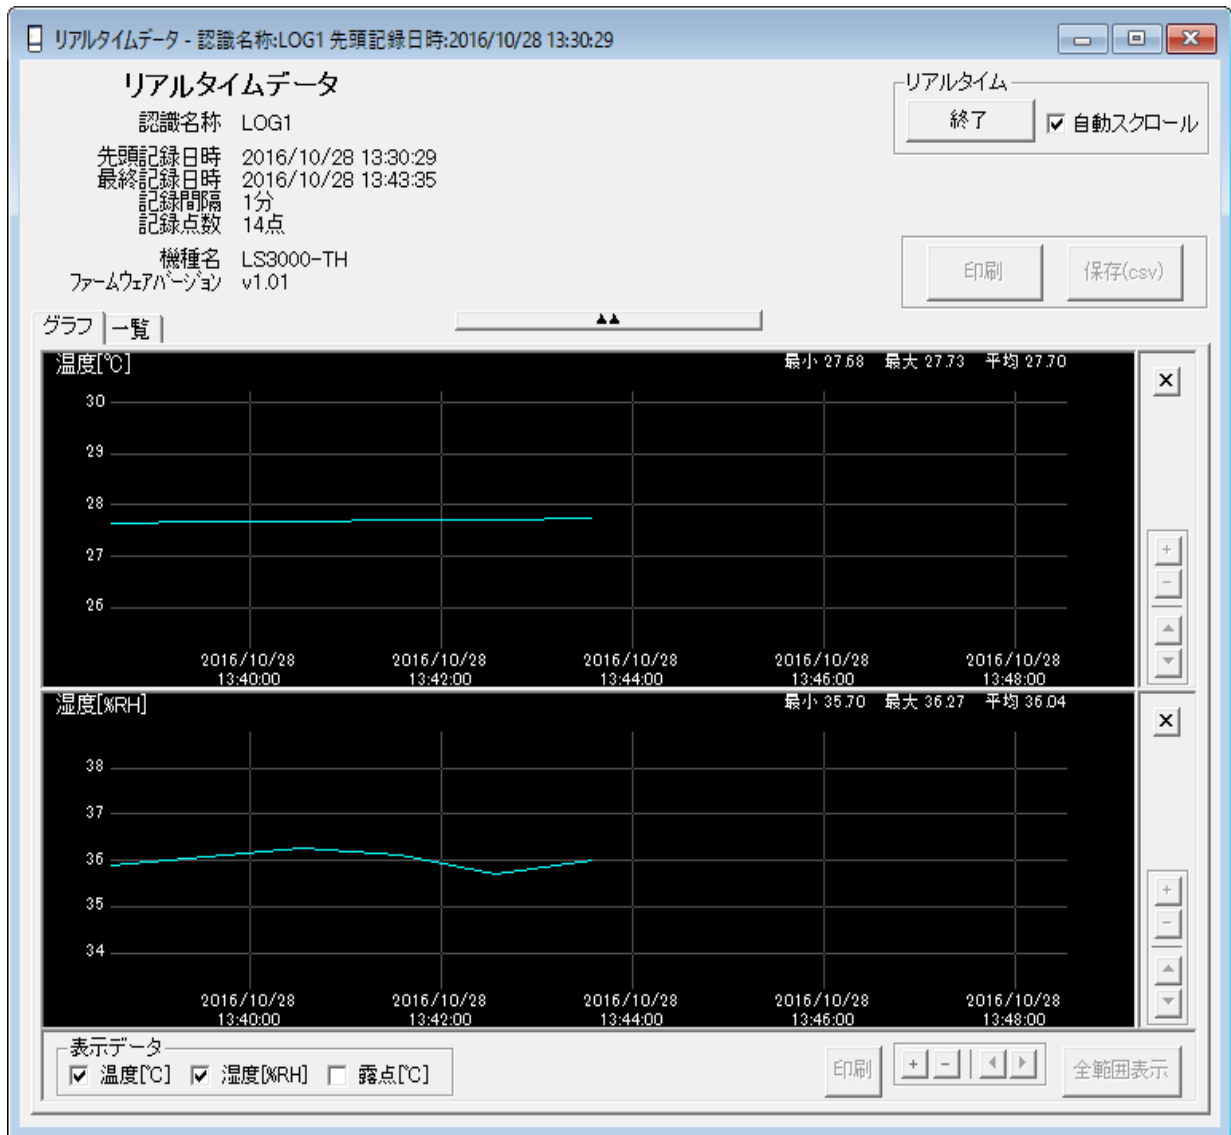 リアルタイムデータ - 認識名称:LOG1 先頭記録日時:2016/10/28 13:30:29
リアルタイムデータ
認識名称 LOG1
先頭記録日時 2016/10/28 13:30:29
最終記録日時 2016/10/28 13:43:35
記録間隔 1分
記録点数 14点
機種名 LS3000-TH
ファームウェアバージョン v1.01
リアルタイム
終了 自動スクロール
印刷 保存(csv)
グラフ 一覧
温度[℃] 最小 27.68 最大 27.73 平均 27.70
30
29
28
27
26
2016/10/28 2016/10/28 2016/10/28 2016/10/28 2016/10/28
13:40:00 13:42:00 13:44:00 13:46:00 13:48:00
湿度[%RH] 最小 35.70 最大 36.27 平均 36.04
38
37
36
35
34
2016/10/28 2016/10/28 2016/10/28 2016/10/28 2016/10/28
13:40:00 13:42:00 13:44:00 13:46:00 13:48:00
表示データ
温度[℃] 湿度[%RH] 露点[℃] 印刷 + - 全範囲表示